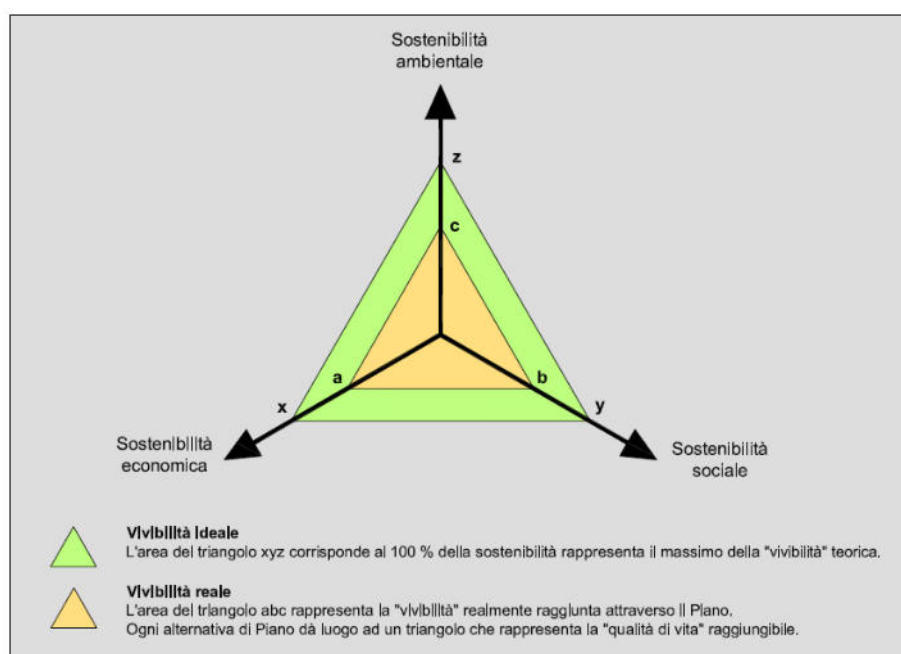 Sostenibilità
ambientale
z
c
a
b
x
y
Sostenibilità
economica
Sostenibilità
sociale
Vivibilità ideale
L'area del triangolo xyz corrisponde al 100 % della sostenibilità rappresenta il massimo della "vivibilità" teorica.
Vivibilità reale
L'area del triangolo abc rappresenta la "vivibilità" realmente raggiunta attraverso il Piano.
Ogni alternativa di Piano dà luogo ad un triangolo che rappresenta la "qualità di vita" raggiungibile.